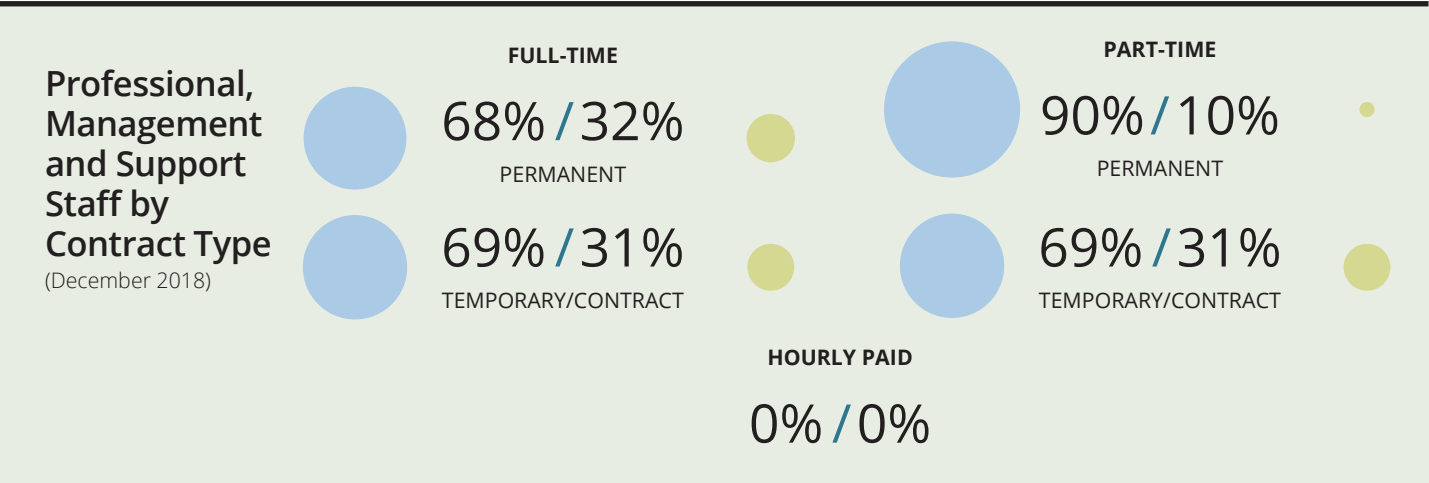 Professional,
Management
and Support
Staff by
Contract Type
(December 2018)
FULL-TIME
68% / 32%
PERMANENT
69% / 31%
TEMPORARY/CONTRACT
PART-TIME
90% / 10%
PERMANENT
69% / 31%
TEMPORARY/CONTRACT
HOURLY PAID
0% / 0%